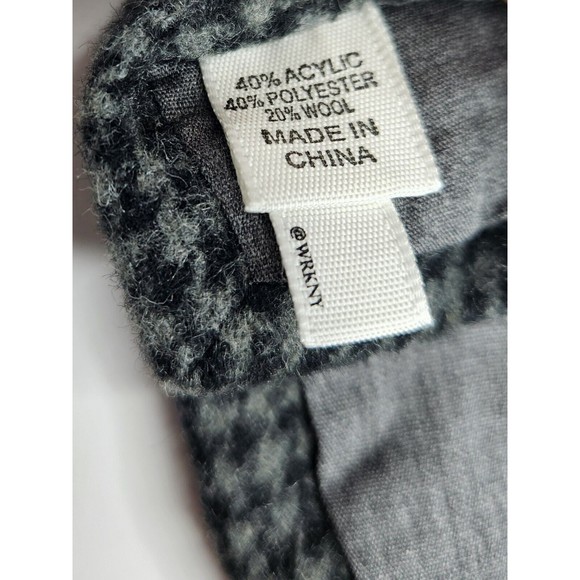 40% ACYLIC
40% POLYESTER
20% WOOL
MADE IN
CHINA
@WRKNY